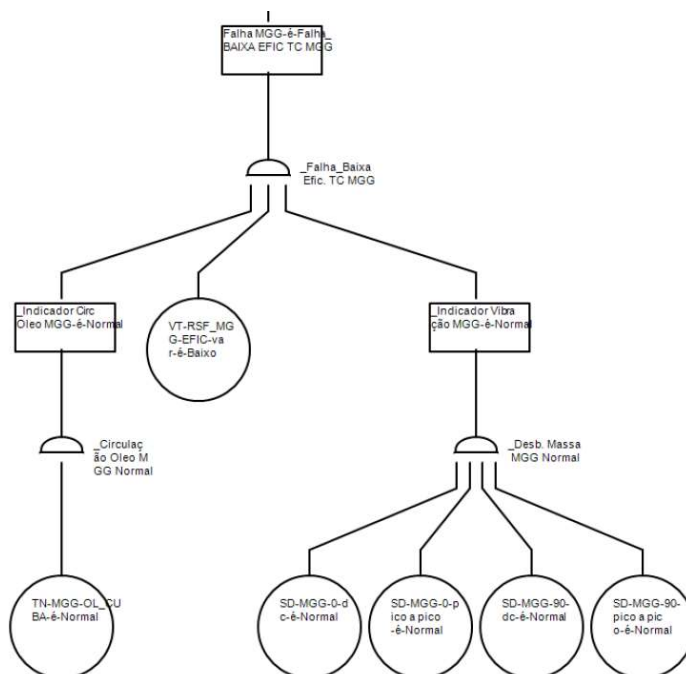 Falha MGG-é-Falha_
BAIXA EFIC TC MGG
_Falha_Baixa
Efic. TC MGG
_Indicador Circ
Oleo MGG-é-Normal
VT-RSF_MG
G-EFIC-va
r-é-Baixo
_Indicador Vibra
ção MGG-é-Normal
_Circulaç
ão Oleo M
GG Normal
_Desb. Massa
MGG Normal
TN-MGG-OL_CU
BA-é-Normal
SD-MGG-0-d
c-é-Normal
SD-MGG-0-p
ico a pico
-é-Normal
SD-MGG-90-
dc-é-Normal
SD-MGG-90-
pico a pic
o-é-Normal